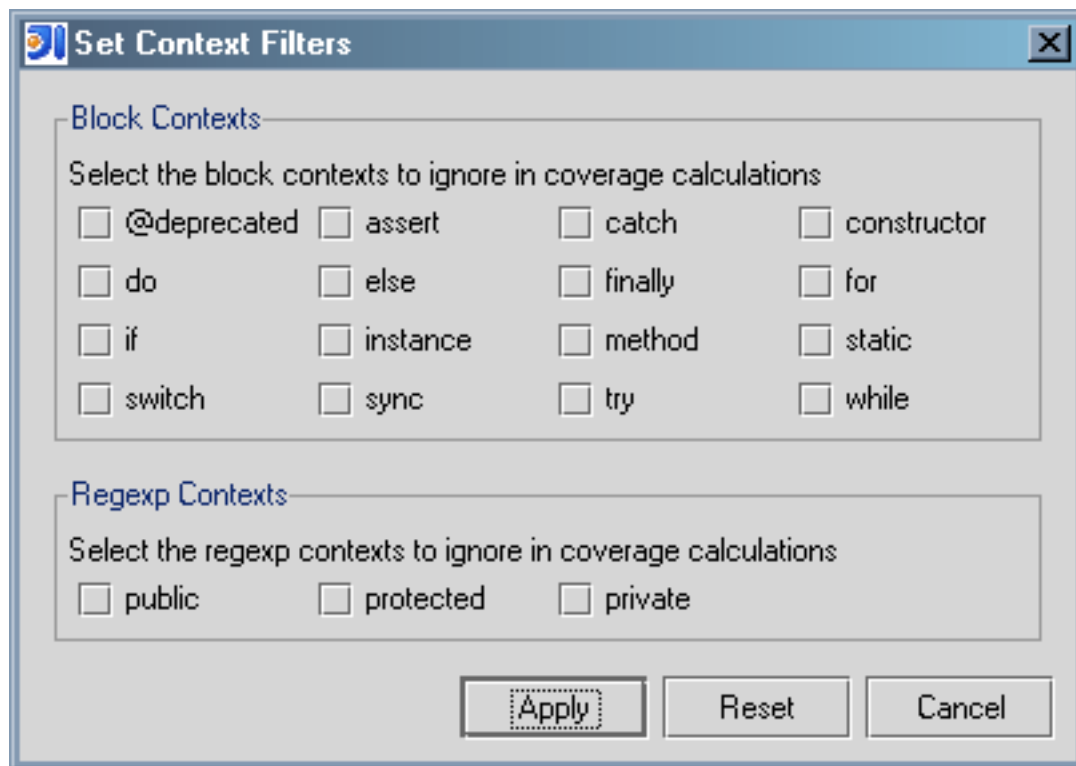 Set Context Filters
Block Contexts
Select the block contexts to ignore in coverage calculations
@deprecated assert catch constructor
do else finally for
if instance method static
switch sync try while
Regexp Contexts
Select the regexp contexts to ignore in coverage calculations
public protected private
Apply Reset Cancel